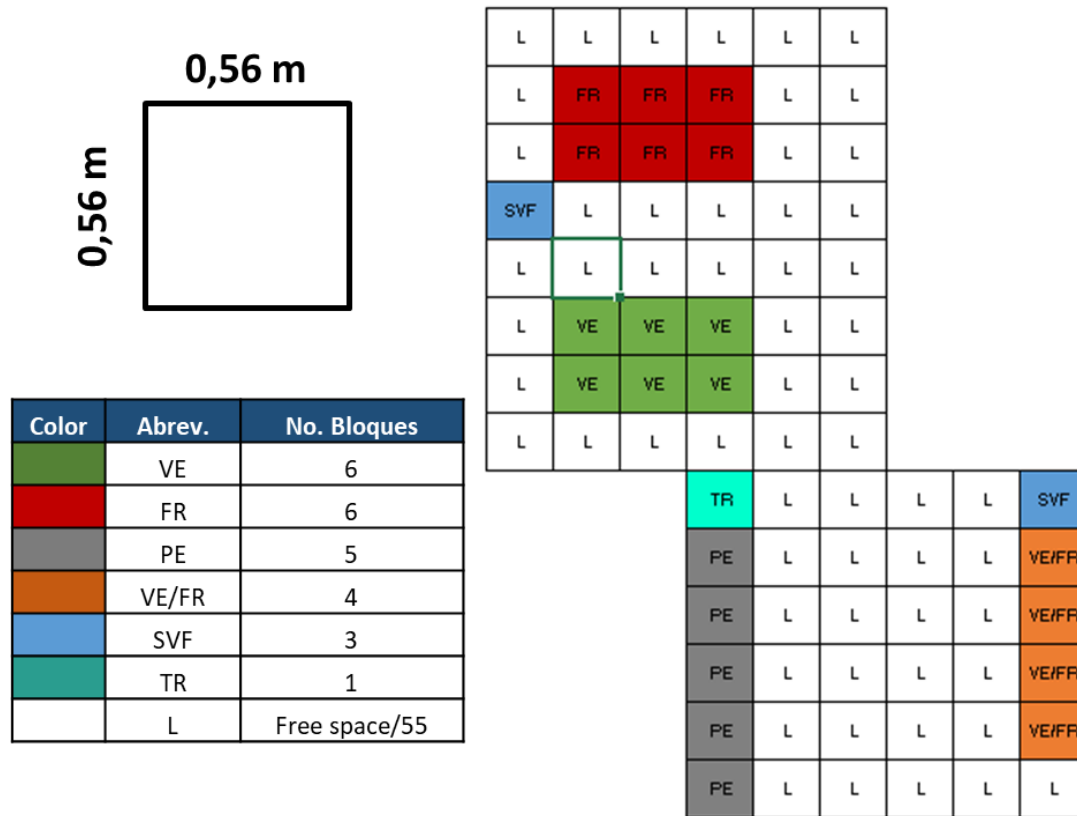 0,56 m
0,56 m
Color Abrev. No. Bloques
VE 6
FR 6
PE 5
VE/FR 4
SVF 3
TR 1
L Free space/55
L L L L L L
L FR FR FR L L
L FR FR FR L L
SVF L L L L L
L L L L L L
L VE VE VE L L
L VE VE VE L L
L L L L L L
TR L L L L SVF
PE L L L L VE/FR
PE L L L L VE/FR
PE L L L L VE/FR
PE L L L L VE/FR
PE L L L L L